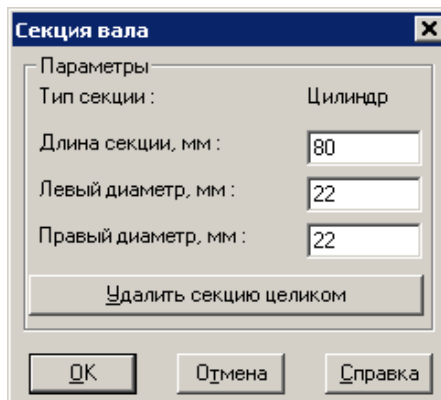 Секция вала
Параметры
Тип секции : Цилиндр
Длина секции, мм : 80
Левый диаметр, мм : 22
Правый диаметр, мм : 22
Удалить секцию целиком
OK Отмена Справка